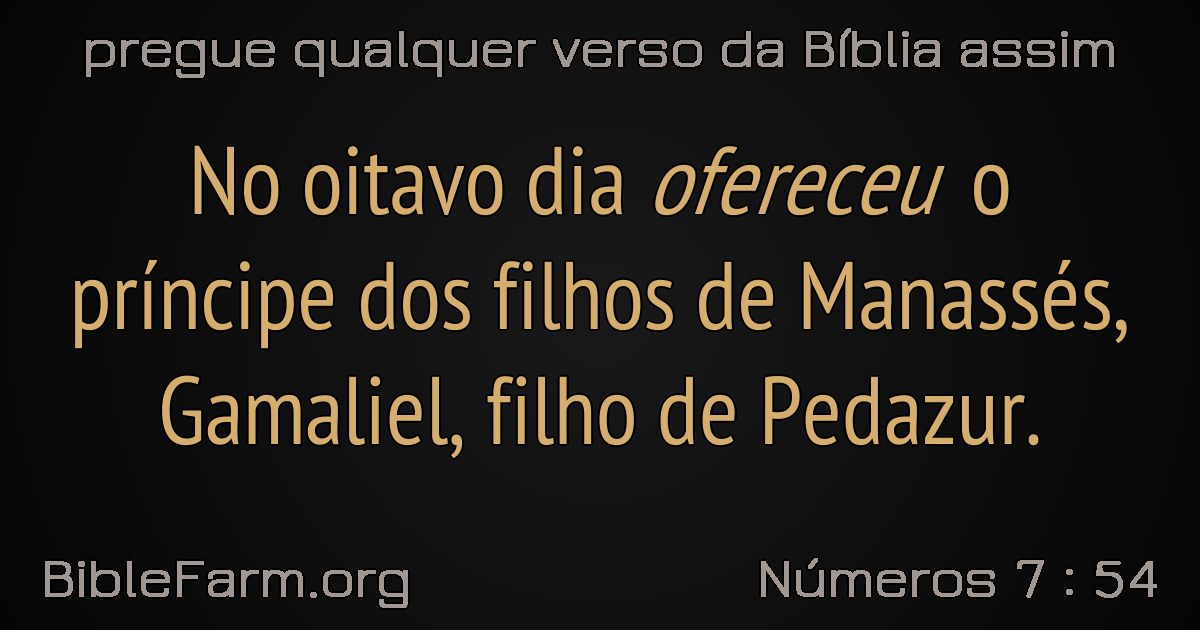 pregue qualquer verso da Bíblia assim
No oitavo dia ofereceu o
príncipe dos filhos de Manassés,
Gamaliel, filho de Pedazur.
BibleFarm.org
Números 7 : 54